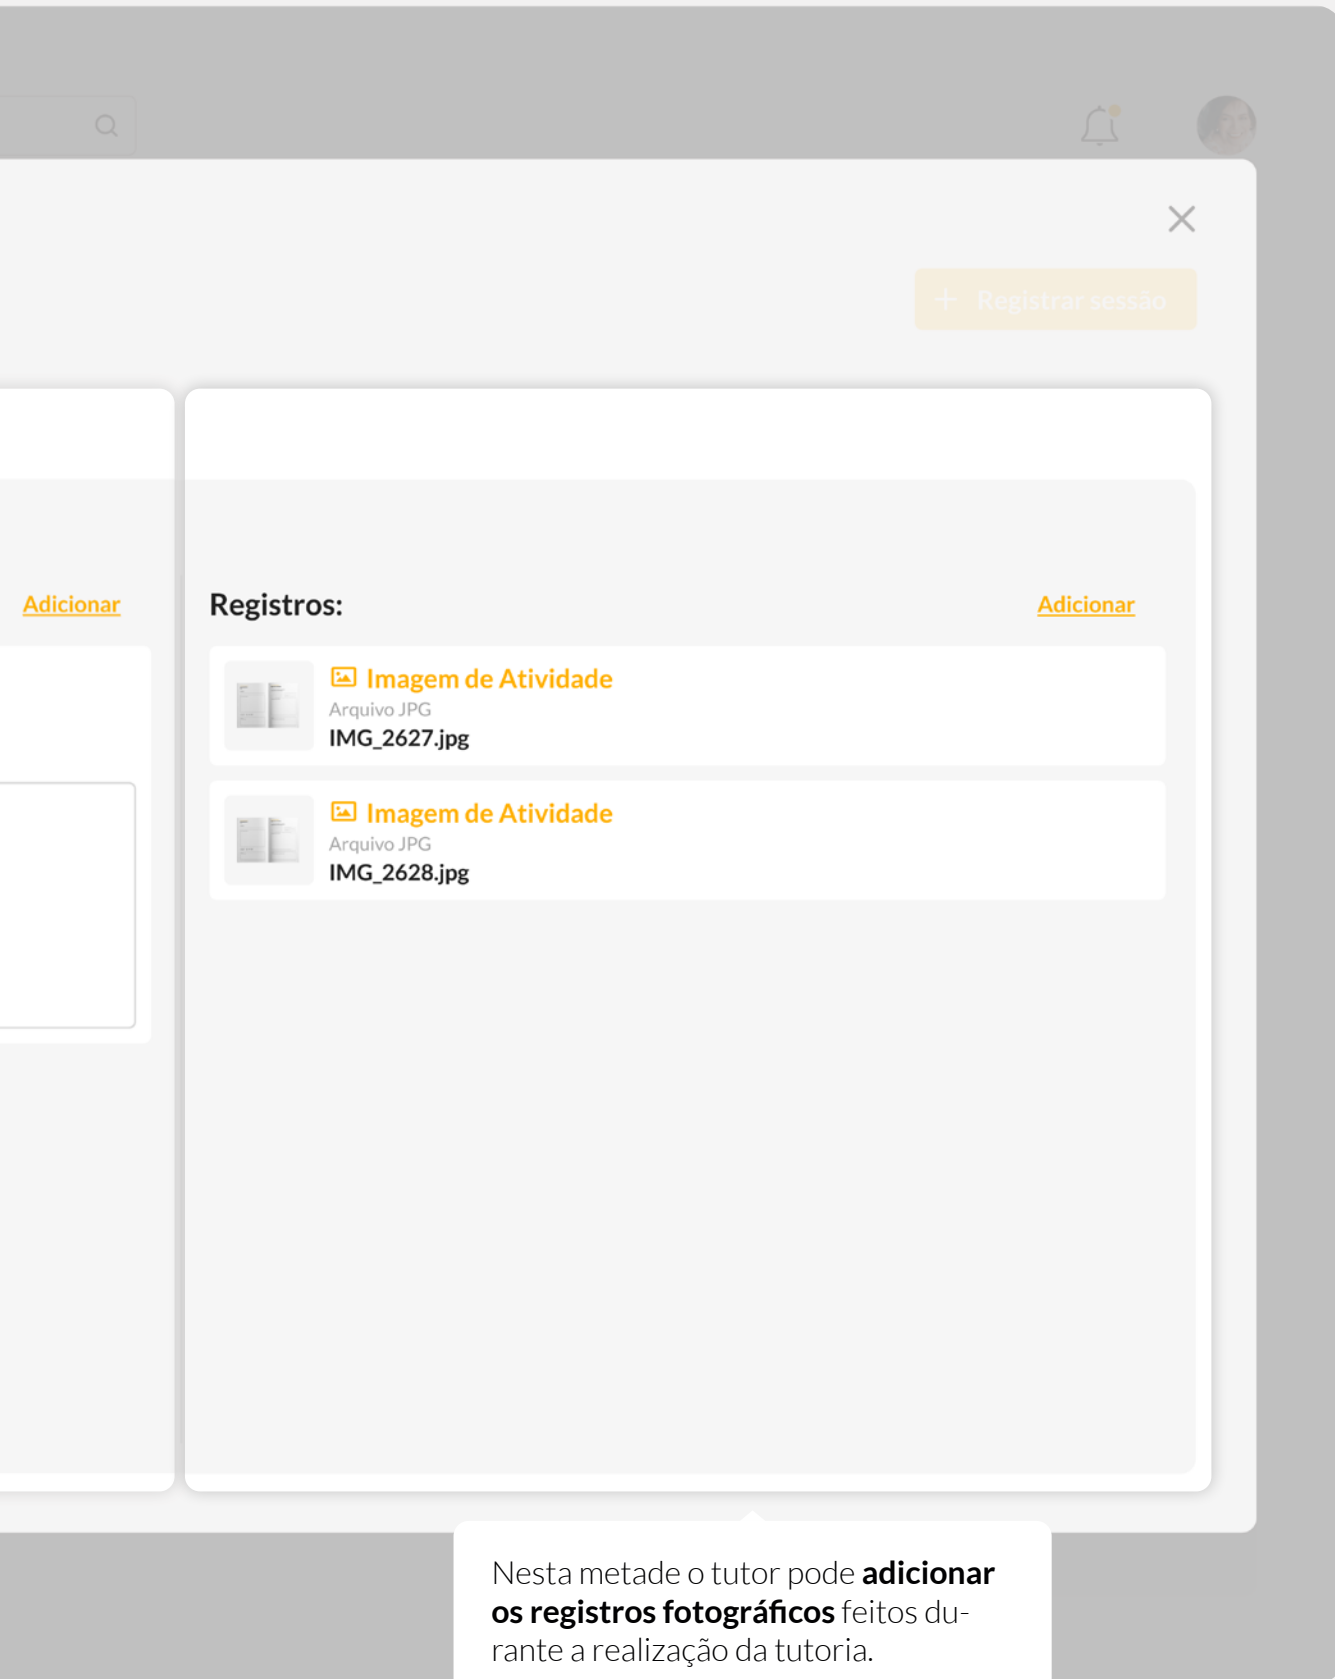 + Registrar sessão
Adicionar
Registros:
Adicionar
Imagem de Atividade
Arquivo JPG
IMG_2627.jpg
Imagem de Atividade
Arquivo JPG
IMG_2628.jpg
Nesta metade o tutor pode adicionar
os registros fotográficos feitos du-
rante a realização da tutoria.